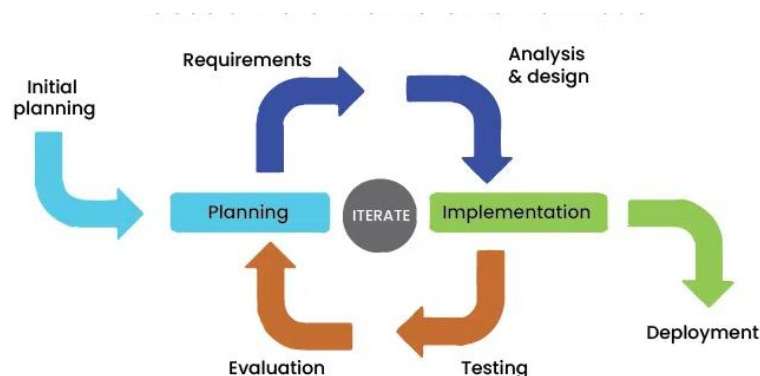 Requirements
Analysis
& design
Initial
planning
Planning
ITERATE
Implementation
Deployment
Evaluation
Testing